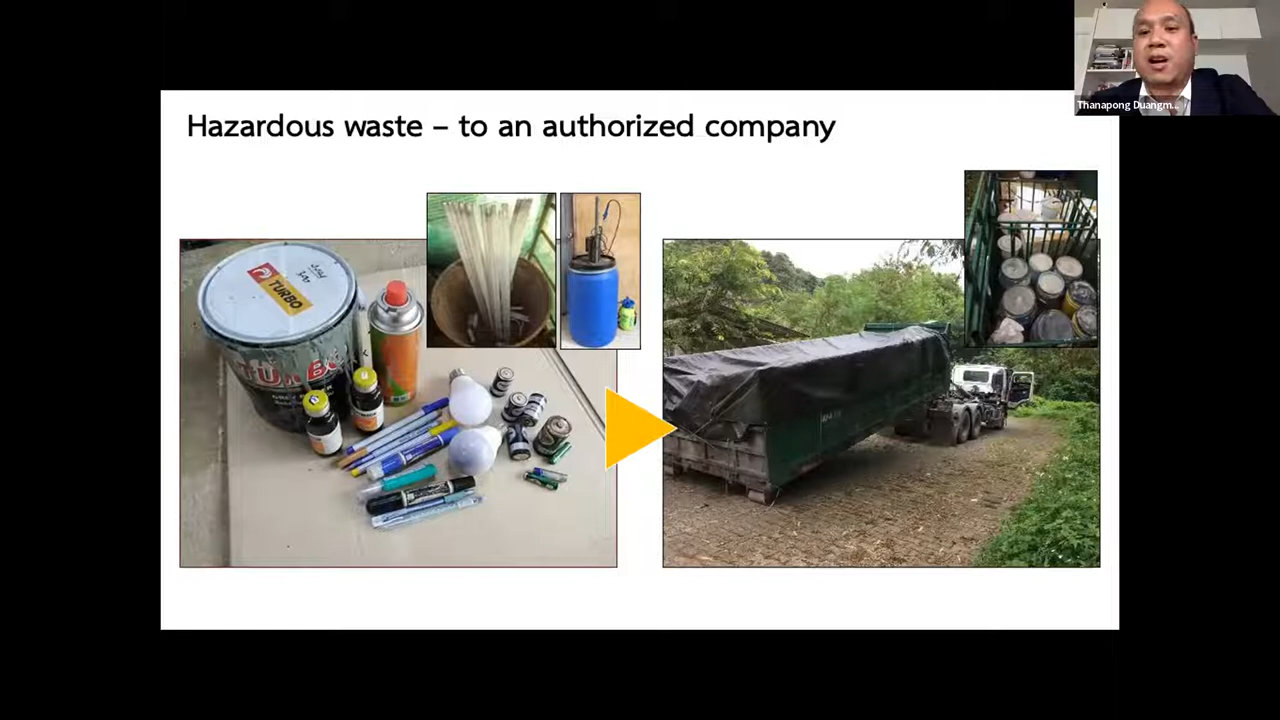 Thanapong Duangm...
Hazardous waste – to an authorized company
TURBO